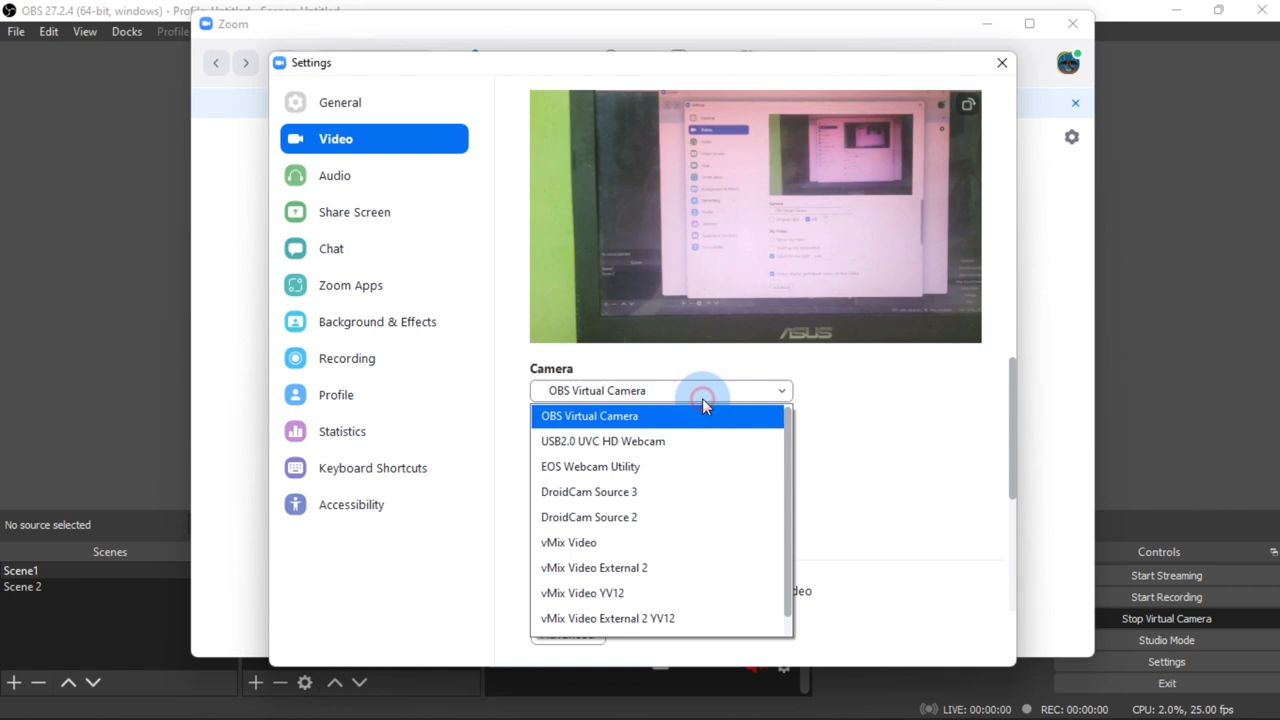 OBS 27.2.4 (64-bit, windows) - Profile: Untitled - Scenes: Untitled
File Edit View Docks Profile
Zoom
Settings
General
Video
Audio
Share Screen
Chat
Zoom Apps
Background & Effects
Recording
Profile
Statistics
Keyboard Shortcuts
Accessibility
ASUS
Camera
OBS Virtual Camera
OBS Virtual Camera
USB2.0 UVC HD Webcam
EOS Webcam Utility
DroidCam Source 3
DroidCam Source 2
vMix Video
vMix Video External 2
vMix Video YV12
vMix Video External 2 YV12
deo
No source selected
Scenes
Scene1
Scene 2
Controls
Start Streaming
Start Recording
Stop Virtual Camera
Studio Mode
Settings
Exit
LIVE: 00:00:00 REC: 00:00:00 CPU: 2.0%, 25.00 fps